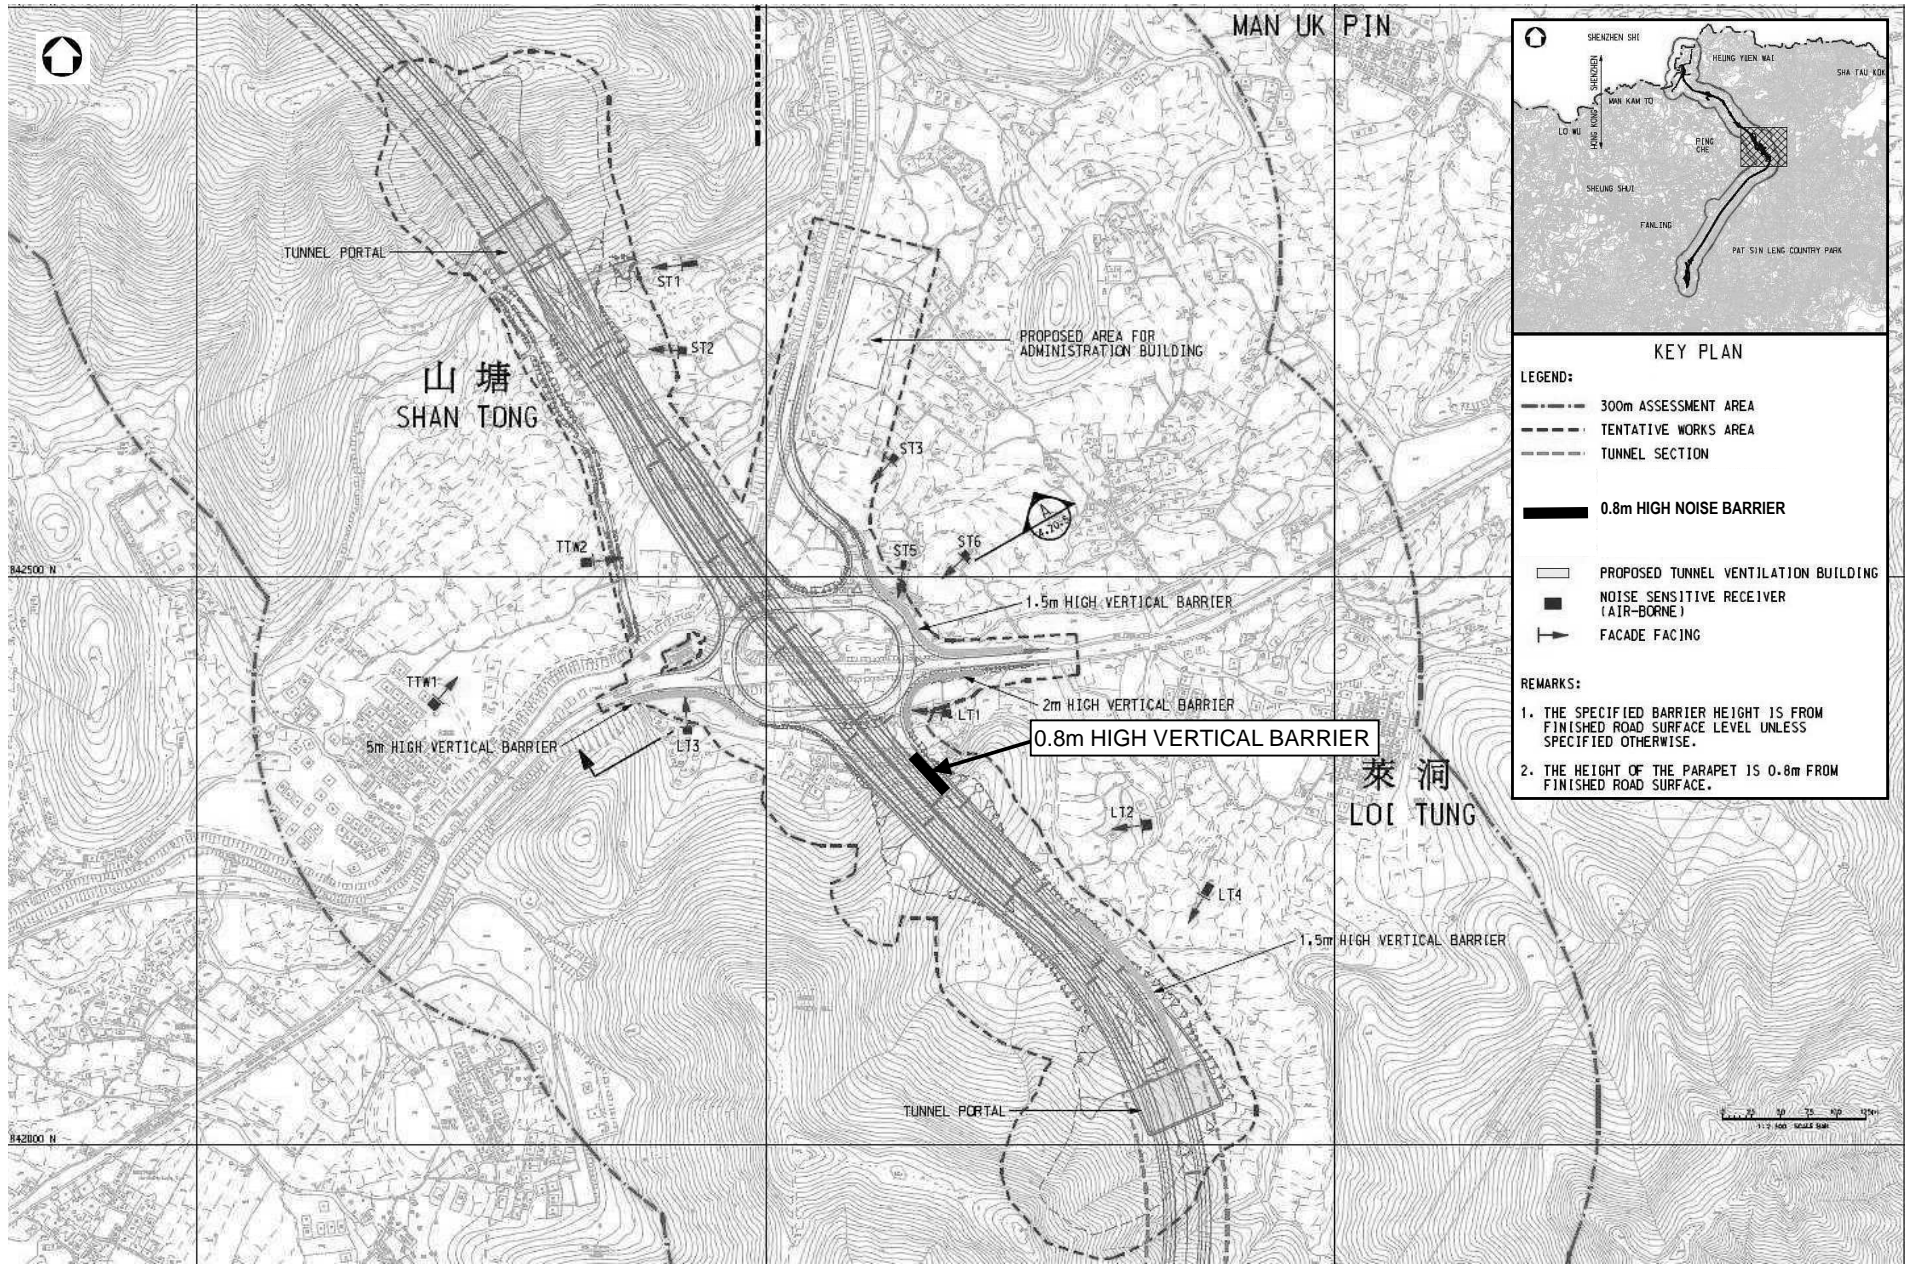 MAN UK PIN
TUNNEL PORTAL
ST1
ST2
山塘
SHAN TONG
PROPOSED AREA FOR
ADMINISTRATION BUILDING
ST3
A
TTW2
ST5
ST6
842500 N
1.5m HIGH VERTICAL BARRIER
TTW1
2m HIGH VERTICAL BARRIER
LT1
5m HIGH VERTICAL BARRIER
LT3
0.8m HIGH VERTICAL BARRIER
萊洞
LOI TUNG
LT2
LT4
1.5m HIGH VERTICAL BARRIER
TUNNEL PORTAL
842000 N
SHENZHEN SHI
HEUNG YUEN WAI
SHA TAU KOK
SHENZHEN
HONG KONG
MAN KAM TO
LO WU
PING
CHE
SHEUNG SHUI
FANLING
PAT SIN LENG COUNTRY PARK
KEY PLAN
LEGEND:
300m ASSESSMENT AREA
TENTATIVE WORKS AREA
TUNNEL SECTION
0.8m HIGH NOISE BARRIER
PROPOSED TUNNEL VENTILATION BUILDING
NOISE SENSITIVE RECEIVER
(AIR-BORNE)
FACADE FACING
REMARKS:
1. THE SPECIFIED BARRIER HEIGHT IS FROM
FINISHED ROAD SURFACE LEVEL UNLESS
SPECIFIED OTHERWISE.
2. THE HEIGHT OF THE PARAPET IS 0.8m FROM
FINISHED ROAD SURFACE.
SCALE BAR